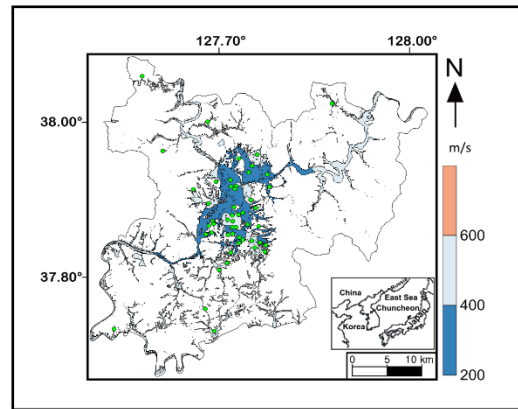 127.70° 128.00°
N
38.00°
m/s
600
37.80°
China
East Sea
Chuncheon
400
Korea
Japan
0 5 10 km
200